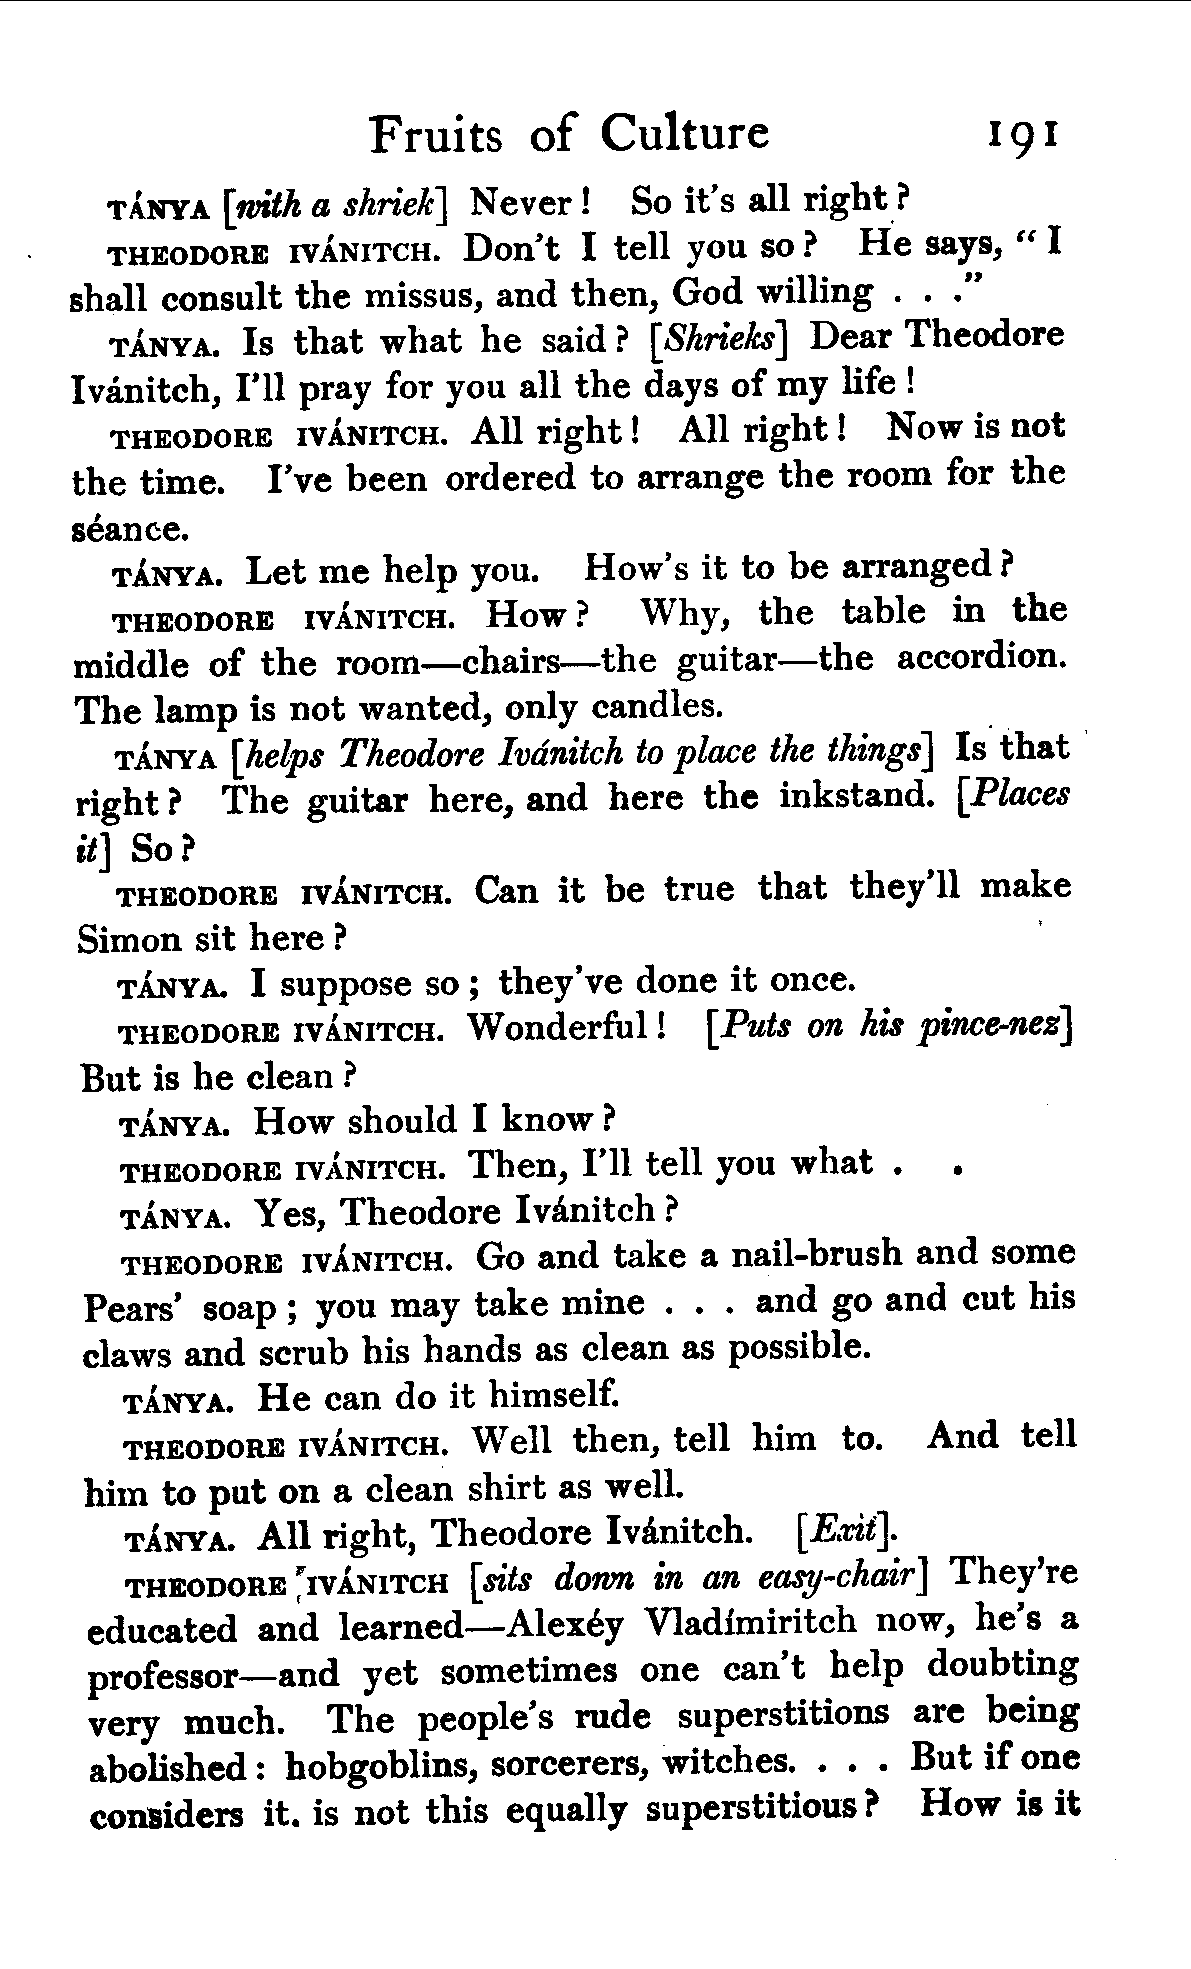 Fruits of Culture 191
TÁNYA [with a shriek] Never! So it's all right?
THEODORE IVÁNITCH. Don't I tell you so? He says, "I
shall consult the missus, and then, God willing . . ."
TÁNYA. Is that what he said? [Shrieks] Dear Theodore
Ivánitch, I'll pray for you all the days of my life!
THEODORE IVÁNITCH. All right! All right! Now is not
the time. I've been ordered to arrange the room for the
séance.
TÁNYA. Let me help you. How's it to be arranged?
THEODORE IVÁNITCH. How? Why, the table in the
middle of the room—chairs—the guitar—the accordion.
The lamp is not wanted, only candles.
TÁNYA [helps Theodore Ivánitch to place the things] Is that
right? The guitar here, and here the inkstand. [Places
it] So?
THEODORE IVÁNITCH. Can it be true that they'll make
Simon sit here?
TÁNYA. I suppose so; they've done it once.
THEODORE IVÁNITCH. Wonderful! [Puts on his pince-nez]
But is he clean?
TÁNYA. How should I know?
THEODORE IVÁNITCH. Then, I'll tell you what . .
TÁNYA. Yes, Theodore Ivánitch?
THEODORE IVÁNITCH. Go and take a nail-brush and some
Pears' soap; you may take mine . . . and go and cut his
claws and scrub his hands as clean as possible.
TÁNYA. He can do it himself.
THEODORE IVÁNITCH. Well then, tell him to. And tell
him to put on a clean shirt as well.
TÁNYA. All right, Theodore Ivánitch. [Exit].
THEODORE IVÁNITCH [sits down in an easy-chair] They're
educated and learned—Alexéy Vladímiritch now, he's a
professor—and yet sometimes one can't help doubting
very much. The people's rude superstitions are being
abolished: hobgoblins, sorcerers, witches. . . . But if one
considers it. is not this equally superstitious? How is it